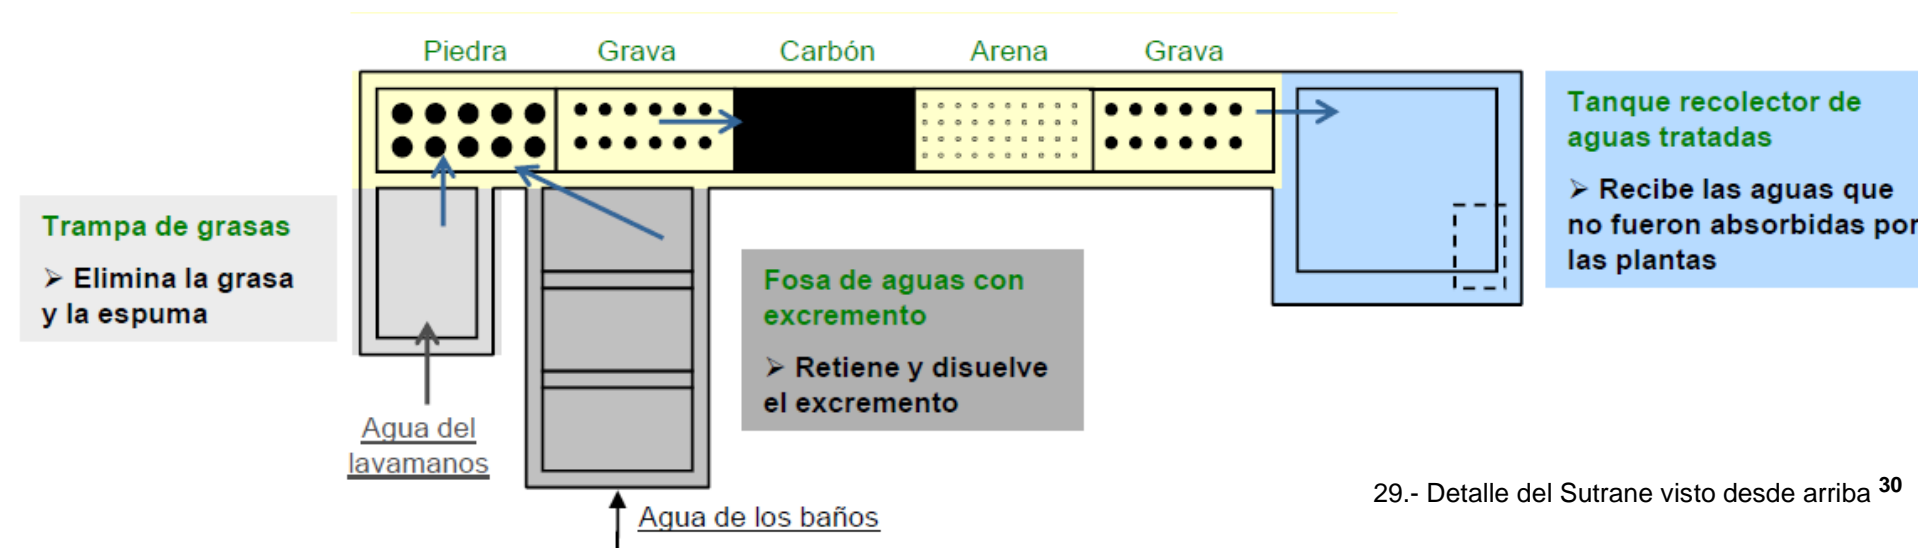 Piedra Grava Carbón Arena Grava
Trampa de grasas
➢ Elimina la grasa
y la espuma
Agua del
lavamanos
Fosa de aguas con
excremento
➢ Retiene y disuelve
el excremento
Agua de los baños
Tanque recolector de
aguas tratadas
➢ Recibe las aguas que
no fueron absorbidas por
las plantas
29.- Detalle del Sutrane visto desde arriba 30